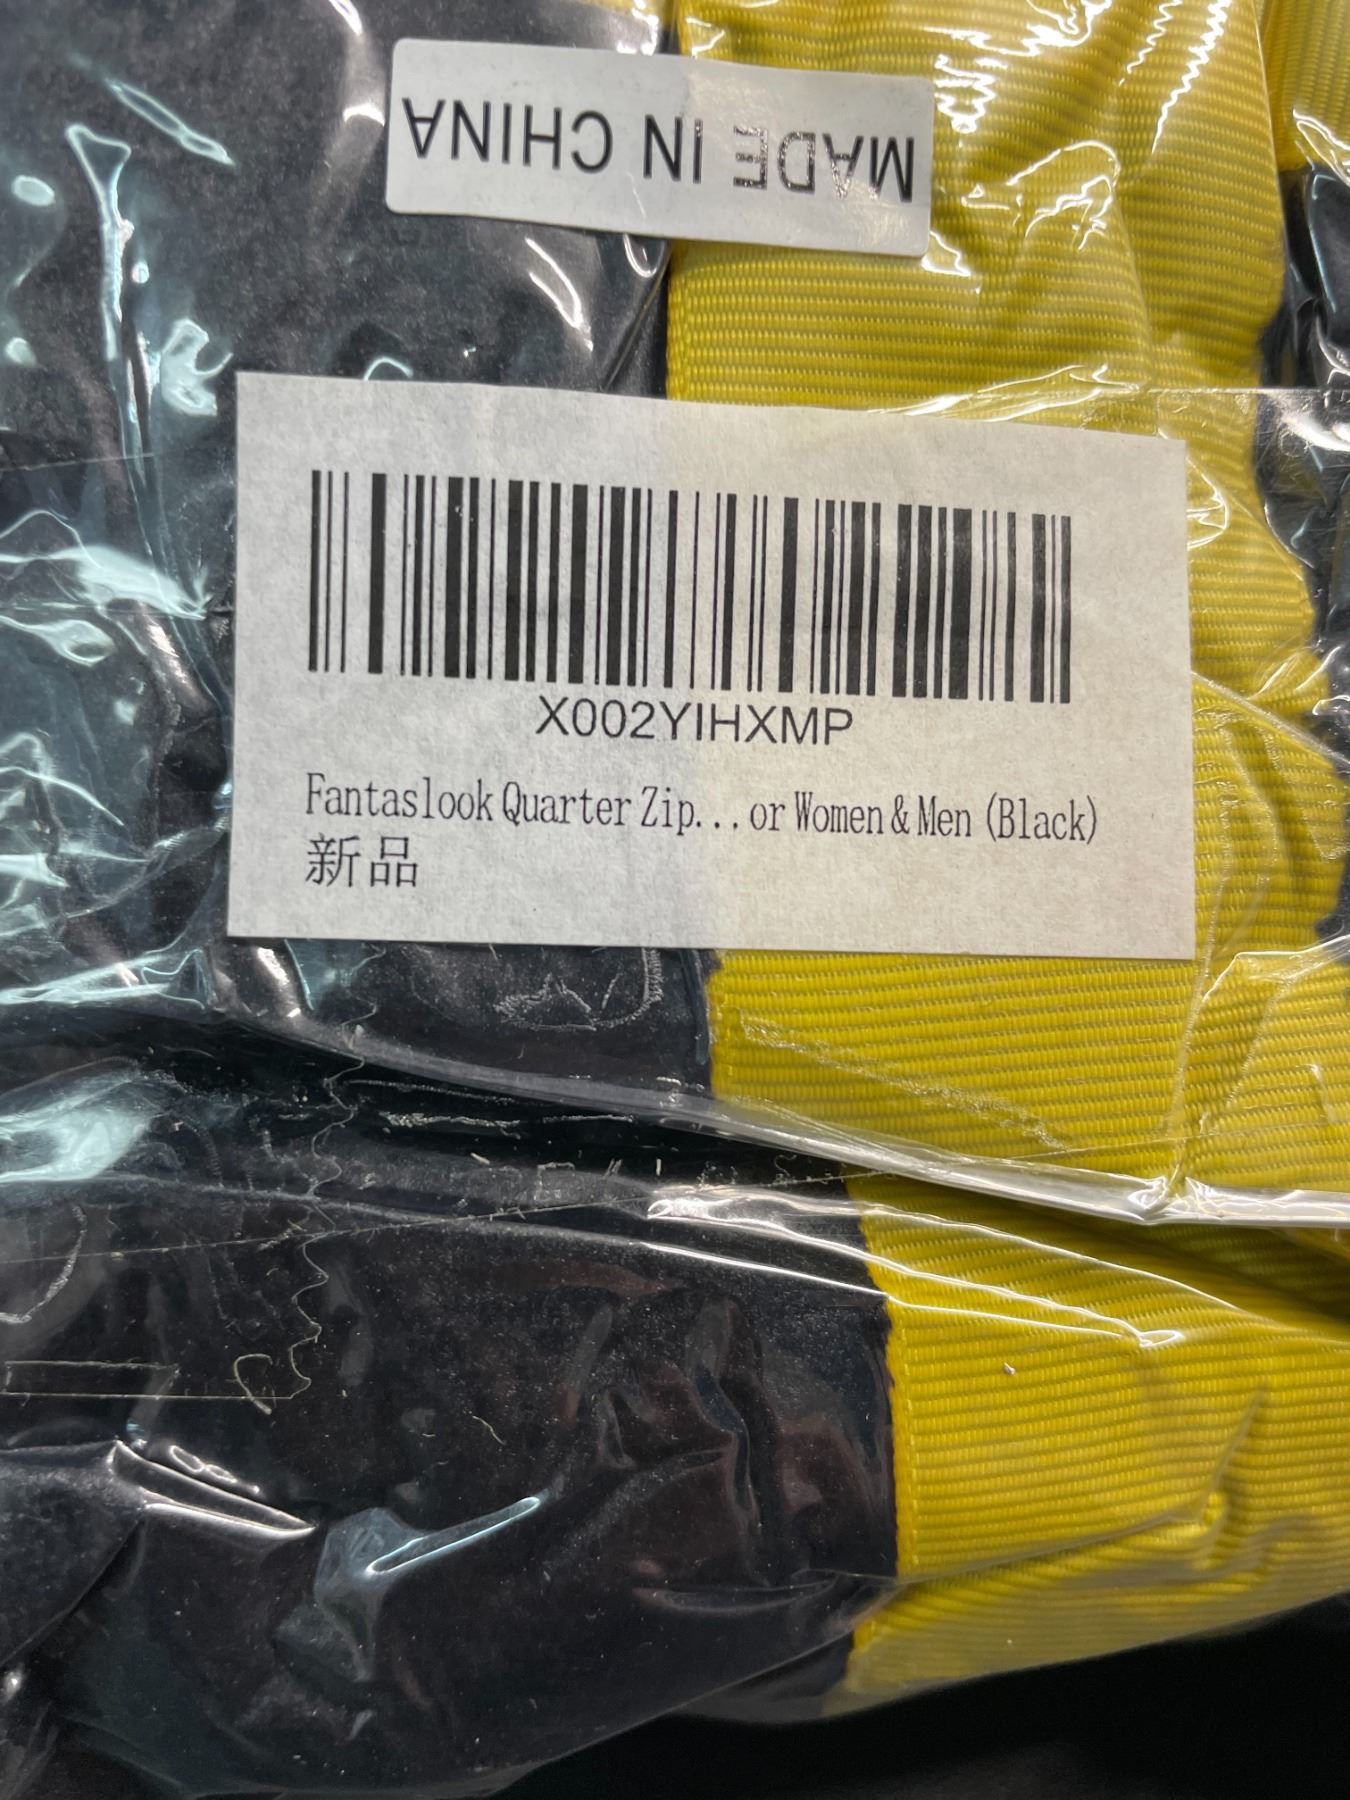 MADE IN CHINA
X002YIHXMP
Fantaslook Quarter Zip...or Women & Men (Black)
新品